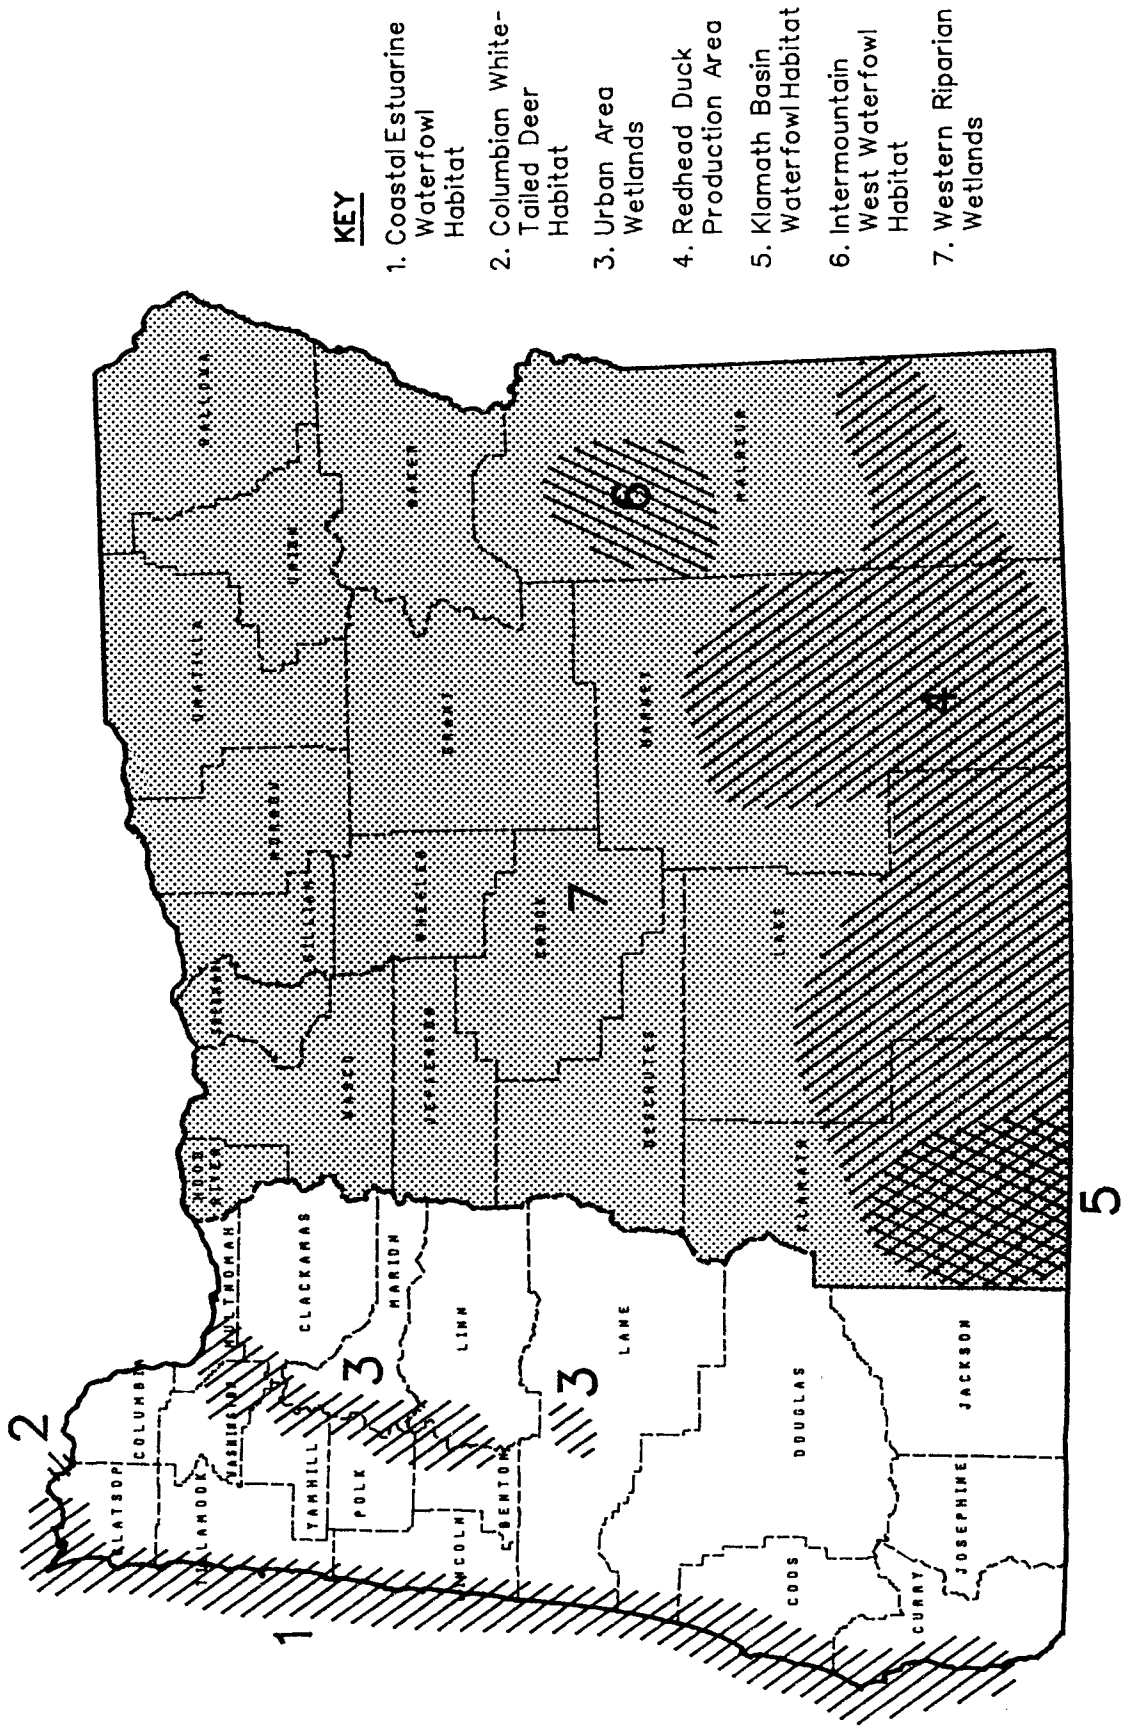 KEY
1. Coastal Estuarine
Waterfowl
Habitat
2. Columbian White-
Tailed Deer
Habitat
3. Urban Area
Wetlands
4. Redhead Duck
Production Area
5. Klamath Basin
Waterfowl Habitat
6. Intermountain
West Waterfowl
Habitat
7. Western Riparian
Wetlands
2
CLATSOP
COLUMBIA
TILLAMOOK
WASHINGTON
MULTNOMAH
HOOD
RIVER
SHERMAN
GILLIAM
MORROW
UMATILLA
UNION
WALLOWA
1
YAMHILL
CLACKAMAS
WASCO
POLK
3
MARION
JEFFERSON
WHEELER
GRANT
BAKER
LINCOLN
BENTON
LINN
CROOK
7
3
LANE
DESCHUTES
HARNEY
6
MALHEUR
COOS
DOUGLAS
KLAMATH
LAKE
4
CURRY
JOSEPHINE
JACKSON
5